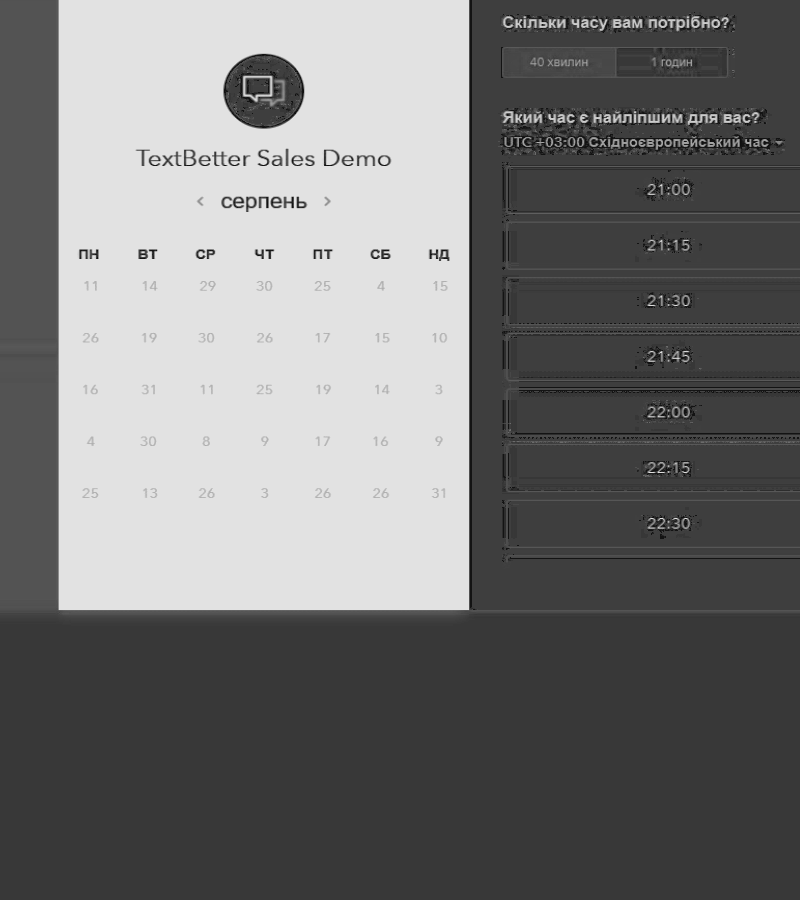 TextBetter Sales Demo
серпень
ПН ВТ СР ЧТ ПТ СБ НД
11 14 29 30 25 4 15
26 19 30 26 17 15 10
16 31 11 25 19 14 3
4 30 8 9 17 16 9
25 13 26 3 26 26 31
Скільки часу вам потрібно?
40 хвилин 1 годин
Який час є найліпшим для вас?
UTC +03:00 Східноєвропейський час
21:00
21:15
21:30
21:45
22:00
22:15
22:30